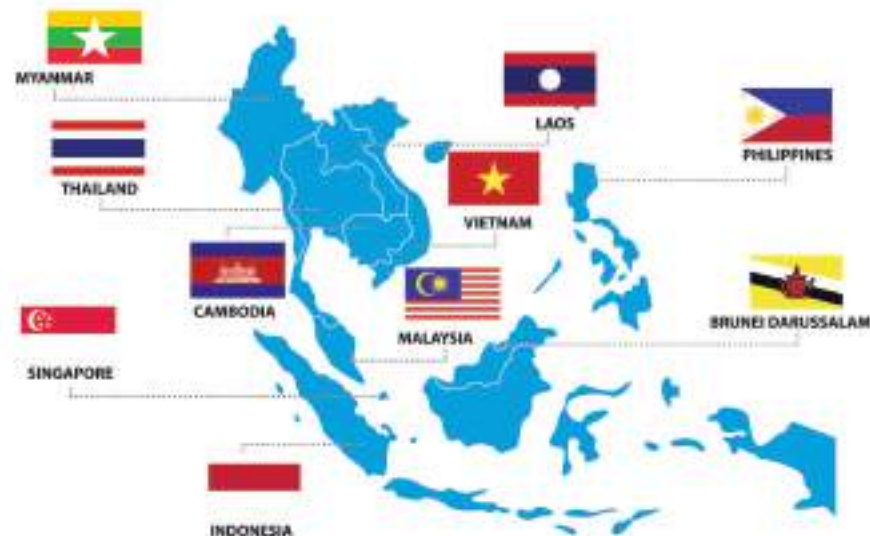 MYANMAR
LAOS
PHILIPPINES
THAILAND
VIETNAM
CAMBODIA
MALAYSIA
BRUNEI DARUSSALAM
SINGAPORE
INDONESIA